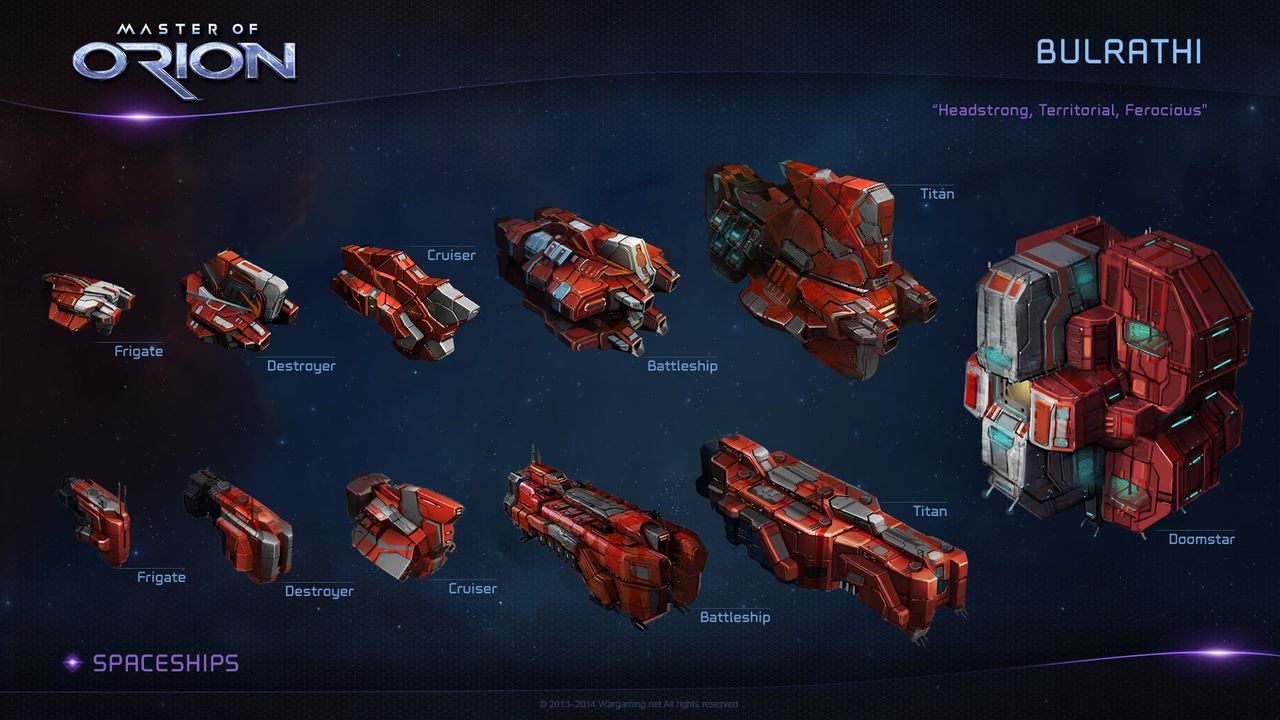 MASTER OF
ORION
BULRATHI
“Headstrong, Territorial, Ferocious"
Titan
Cruiser
Frigate
Destroyer
Battleship
Titan
Doomstar
Frigate
Destroyer
Cruiser
Battleship
SPACESHIPS
© 2013–2014 Wargaming.net All rights reserved